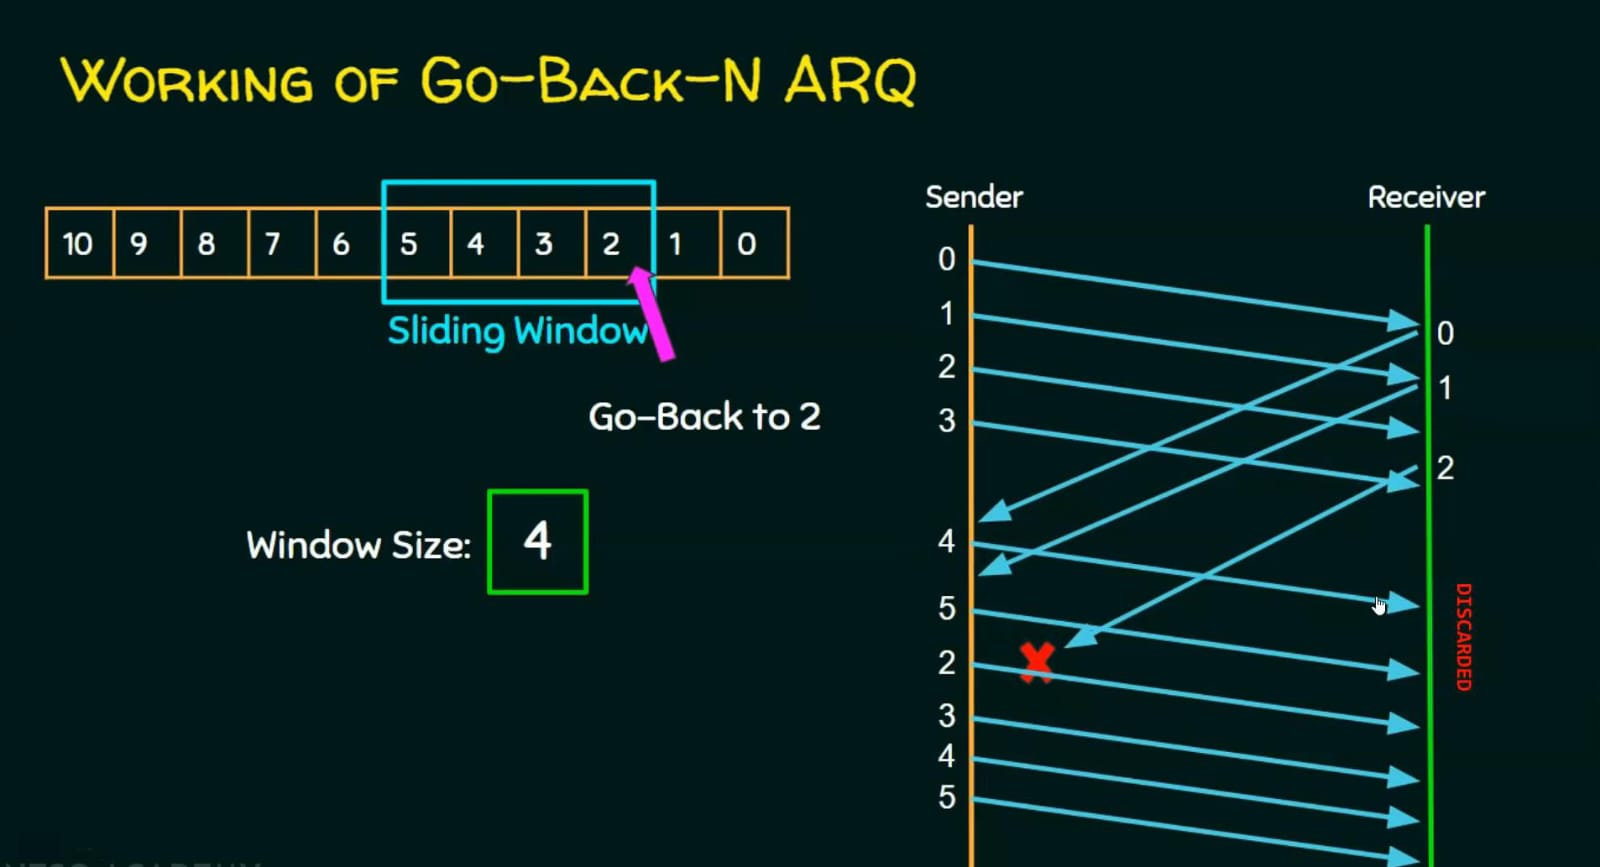 WORKING OF GO-BACK-N ARQ
10 9 8 7 6 5 4 3 2 1 0
Sliding Window
Go-Back to 2
Window Size: 4
Sender
Receiver
0
1
2
3
4
5
2
3
4
5
0
1
2
DISCARDED